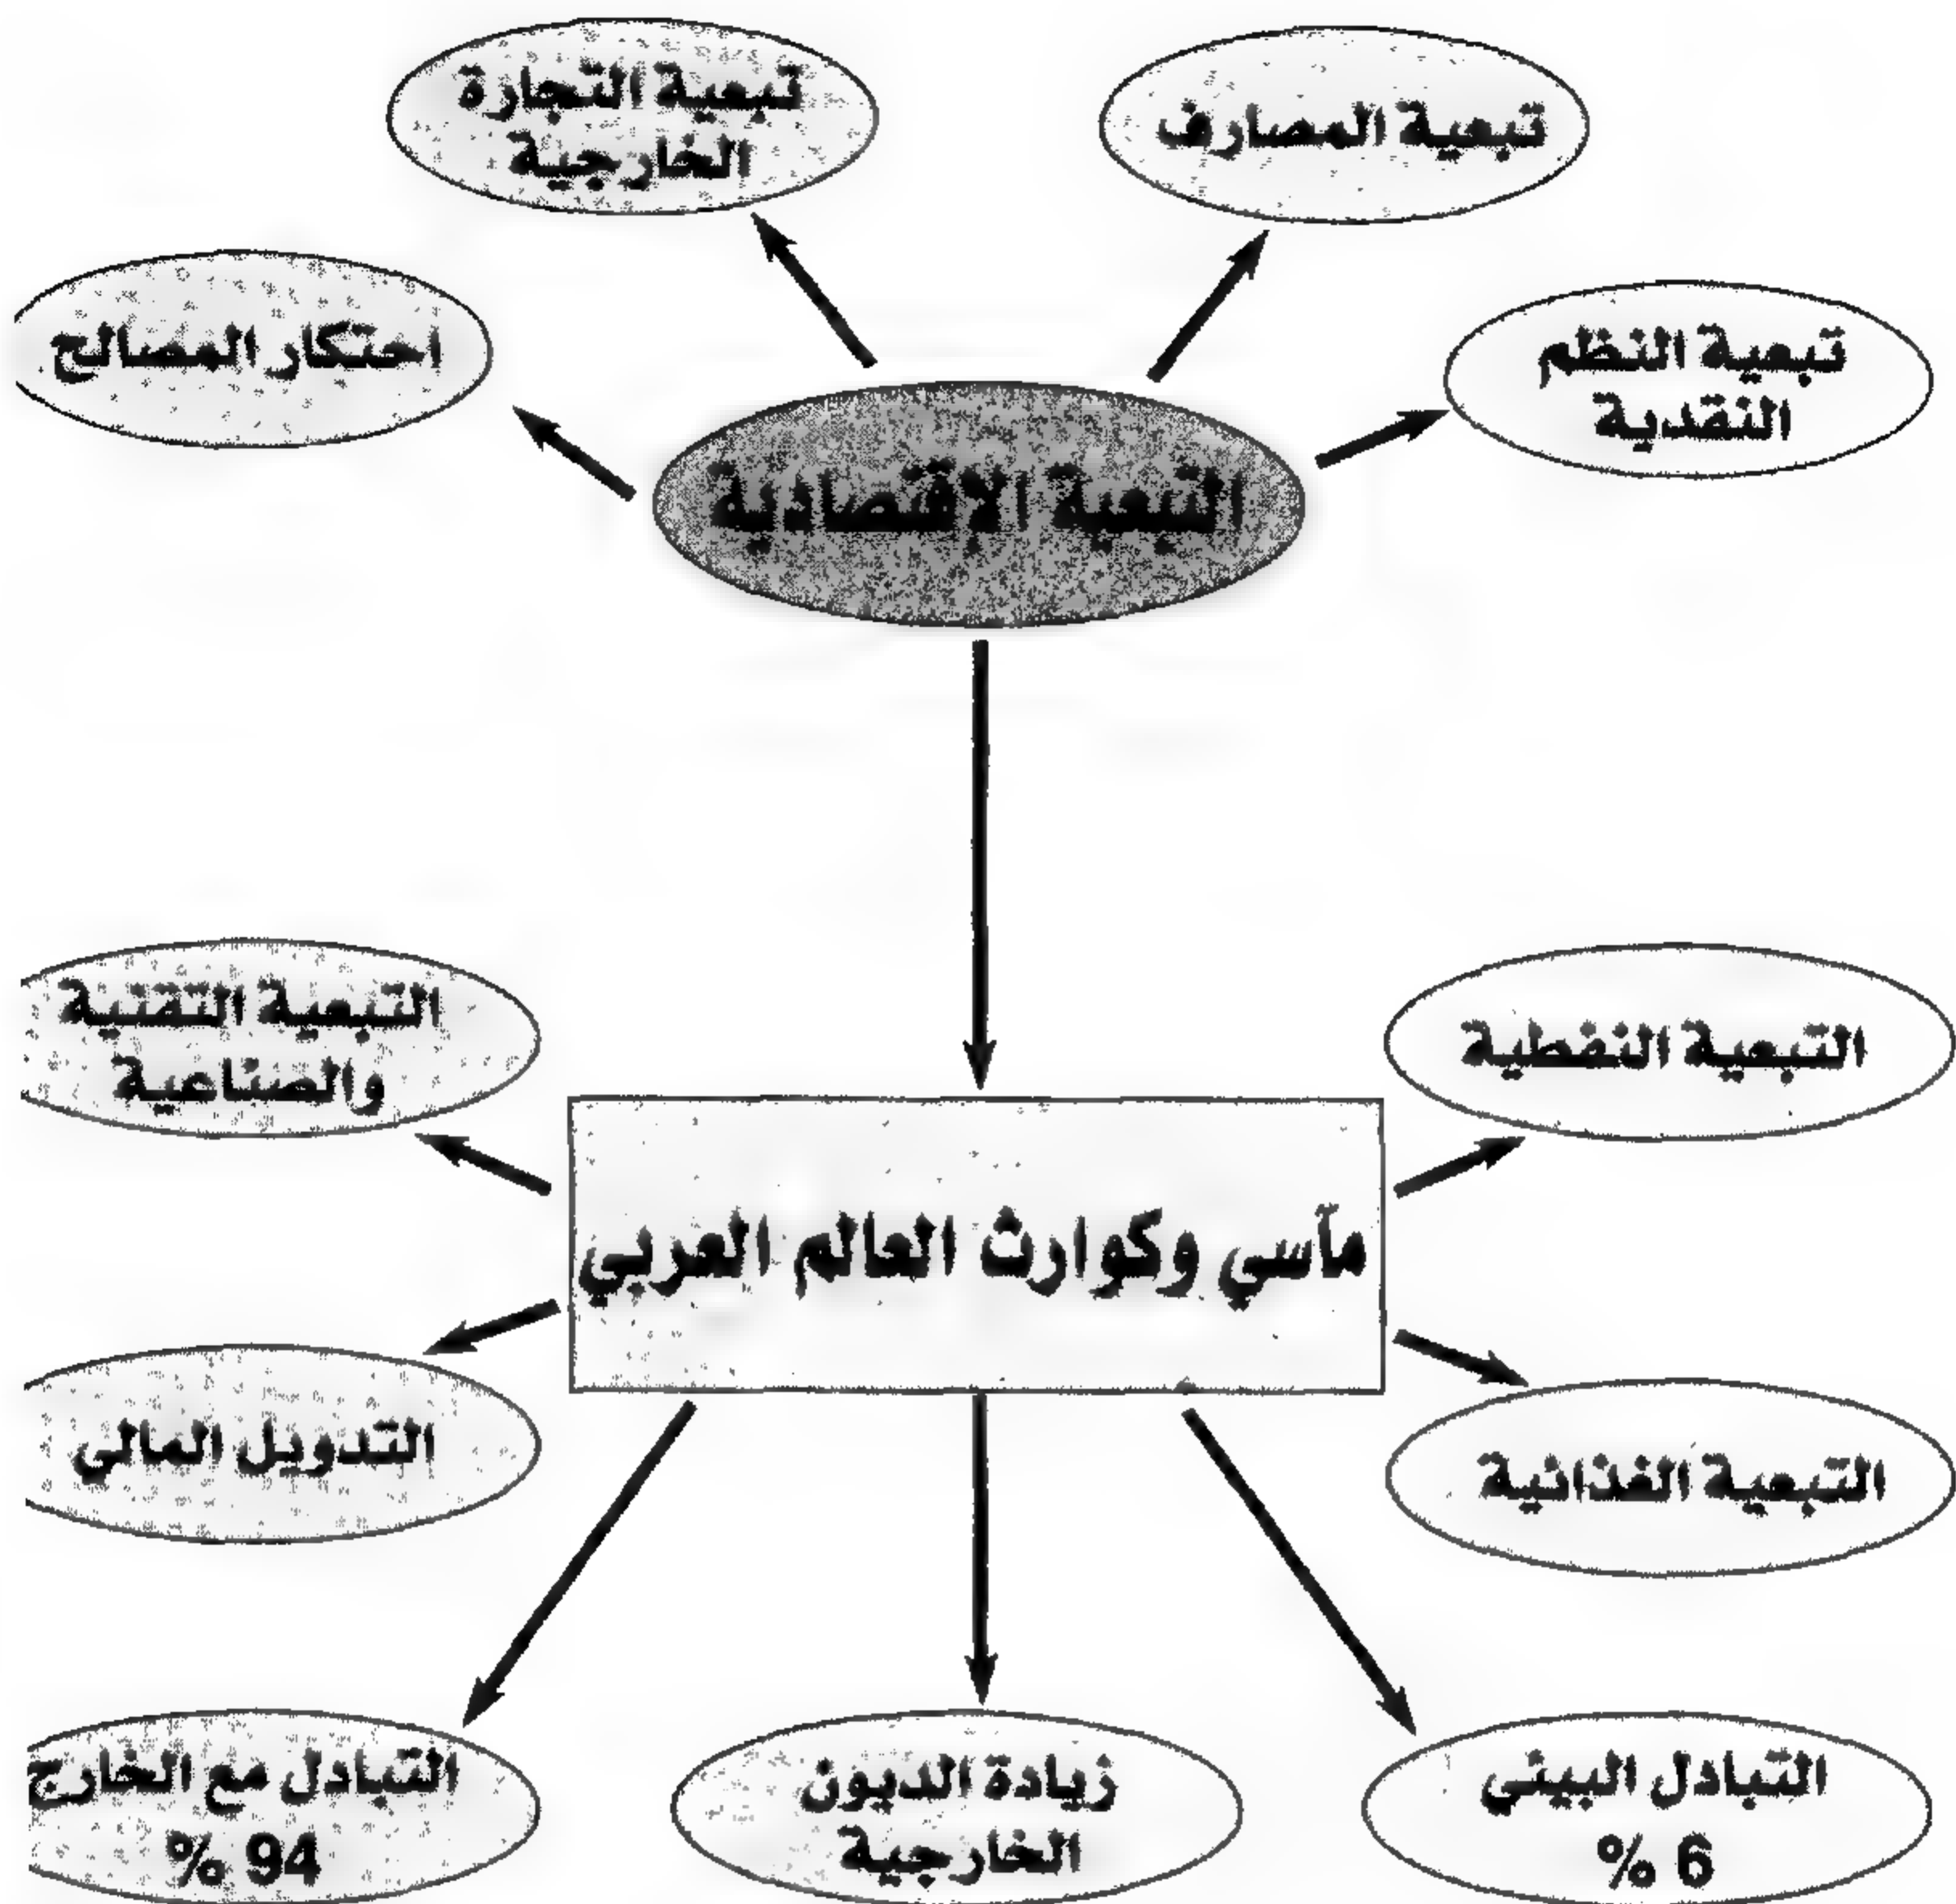 تبعية المصارف
تبعية التجارة
الخارجية
تبعية النظم
النقدية
احتكار المصالح
التبعية الاقتصادية
التبعية النفطية
التبعية التقنية
والصناعية
مآسي وكوارث العالم العربي
التبعية الغذائية
التدويل المالي
التبادل البيني
6 %
زيادة الديون
الخارجية
التبادل مع الخارج
94 %